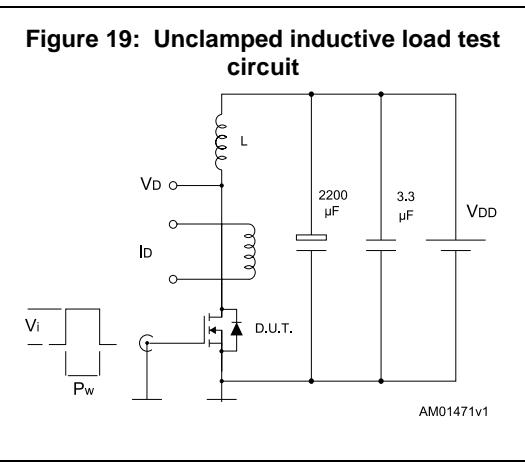 Figure 19: Unclamped inductive load test
circuit
L
VD
2200
µF
3.3
µF
VDD
ID
Vi
D.U.T.
Pw
AM01471v1